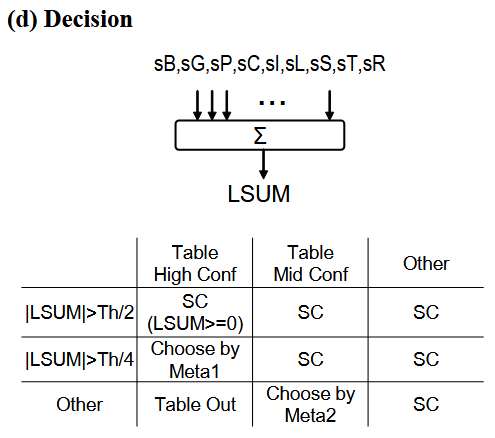 (d) Decision
sB,sG,sP,sC,sI,sL,sS,sT,sR
...
Σ
LSUM
Table
High Conf
Table
Mid Conf
Other
|LSUM|>Th/2
SC
(LSUM>=0)
SC
SC
|LSUM|>Th/4
Choose by
Meta1
SC
SC
Other
Table Out
Choose by
Meta2
SC